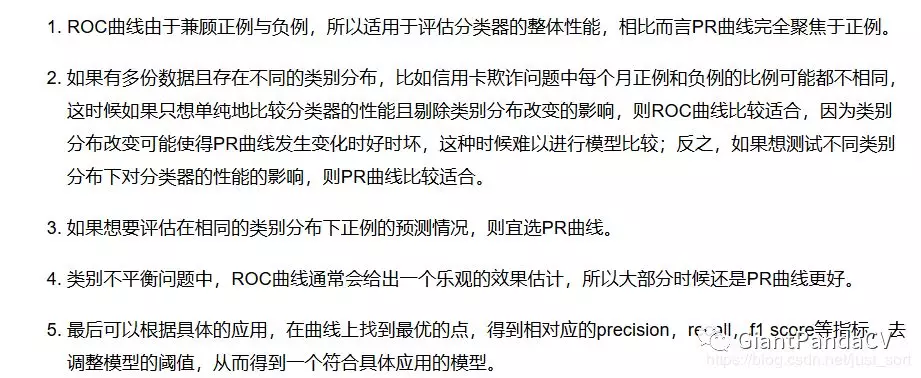 1. ROC曲线由于兼顾正例与负例，所以适用于评估分类器的整体性能，相比而言PR曲线完全聚焦于正例。
2. 如果有多份数据且存在不同的类别分布，比如信用卡欺诈问题中每个月正例和负例的比例可能都不相同，
这时候如果只想单纯地比较分类器的性能且剔除类别分布改变的影响，则ROC曲线比较适合，因为类别
分布改变可能使得PR曲线发生变化时好时坏，这种时候难以进行模型比较；反之，如果想测试不同类别
分布下对分类器的性能的影响，则PR曲线比较适合。
3. 如果想要评估在相同的类别分布下正例的预测情况，则宜选PR曲线。
4. 类别不平衡问题中，ROC曲线通常会给出一个乐观的效果估计，所以大部分时候还是PR曲线更好。
5. 最后可以根据具体的应用，在曲线上找到最优的点，得到相对应的precision，recall，f1 score等指标，去
调整模型的阈值，从而得到一个符合具体应用的模型。
GiantPandaCV
https://blog.csdn.net/just_sort